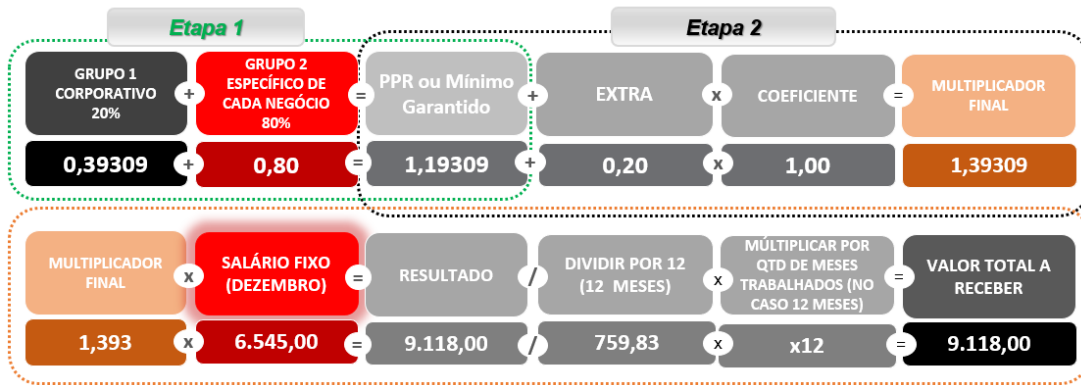 Etapa 1
Etapa 2
GRUPO 1
CORPORATIVO
20%
+
GRUPO 2
ESPECÍFICO DE
CADA NEGÓCIO
80%
=
PPR ou Mínimo
Garantido
+
EXTRA
x
COEFICIENTE
=
MULTIPLICADOR
FINAL
0,39309
+
0,80
=
1,19309
+
0,20
x
1,00
1,39309
MULTIPLICADOR
FINAL
x
SALÁRIO FIXO
(DEZEMBRO)
=
RESULTADO
/
DIVIDIR POR 12
(12 MESES)
x
MÚLTIPLICAR POR
QTD DE MESES
TRABALHADOS (NO
CASO 12 MESES)
=
VALOR TOTAL A
RECEBER
1,393
x
6.545,00
=
9.118,00
/
759,83
x
x12
=
9.118,00